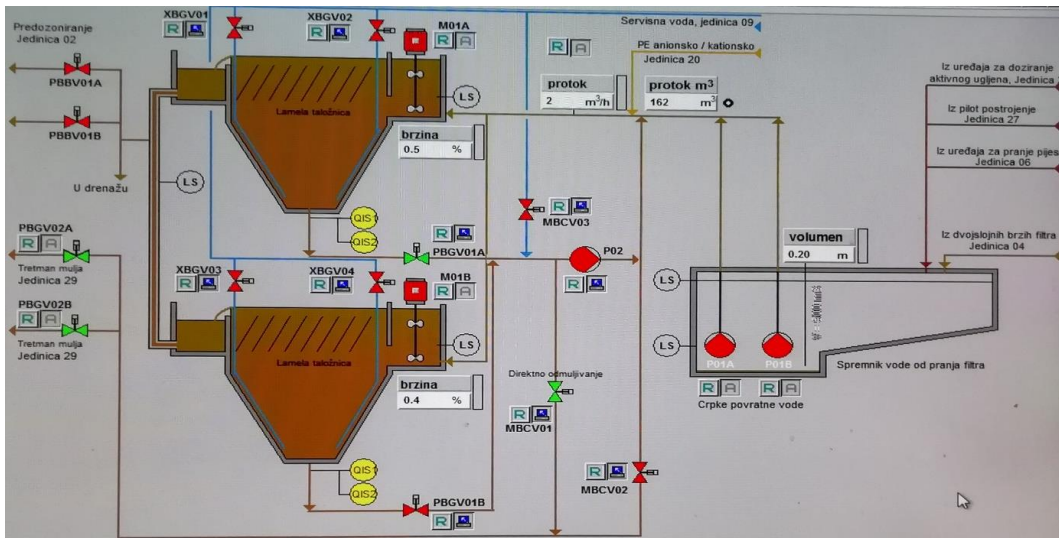 XBGV01
R
XBGV02
R
M01A
R A
Servisna voda, jedinica 09
PE anionsko / kationsko
Jedinica 20
R A
Predozoniranje
Jedinica 02
PBBV01A
PBBV01B
U drenažu
LS
Lamela taložnica
LS
protok
2 m³/h
protok m³
162 m³
Iz uređaja za doziranje
aktivnog ugljena, Jedinica
Iz pilot postrojenje
Jedinica 27
Iz uređaja za pranje
Jedinica 06
Iz dvoslojnih brzih filtra
Jedinica 04
brzina
0.5 %
QIS1
QIS2
R
PBGV01A
R
MBCV03
P02
R
volumen
0.20 m
PBGV02A
R A
Tretman mulja
Jedinica 29
PBGV02B
R A
Tretman mulja
Jedinica 29
XBGV03
R
XBGV04
R
M01B
R A
Lamela taložnica
LS
brzina
0.4 %
QIS1
QIS2
PBGV01B
R
Direktno odmuljivanje
R
MBCV01
R
MBCV02
LS
LS
P01A
P01B
R A
R A
Crpke povratne vode
Spremnik vode od pranja filtra